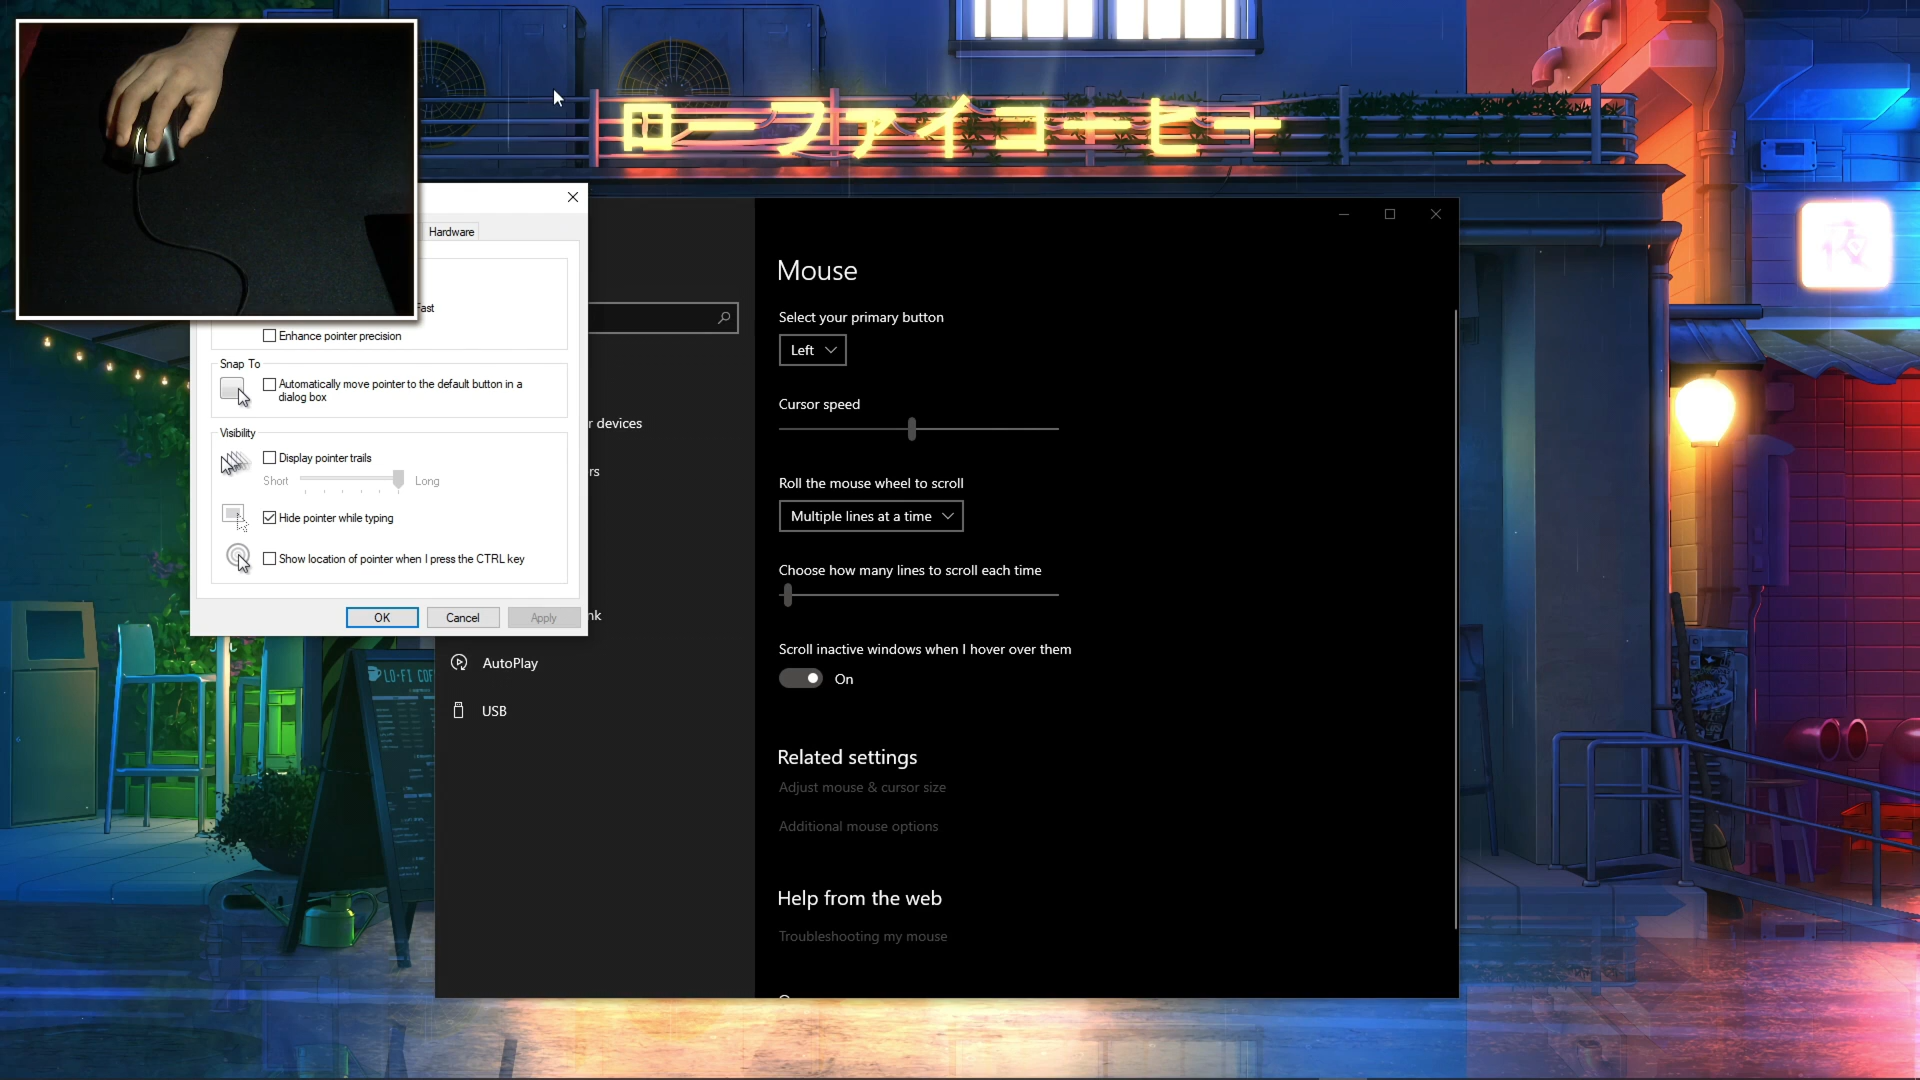 ローファイコーヒー
夜
Hardware
Fast
Enhance pointer precision
Snap To
Automatically move pointer to the default button in a
dialog box
Visibility
Display pointer trails
Short
Long
Hide pointer while typing
Show location of pointer when I press the CTRL key
OK
Cancel
Apply
r devices
rs
nk
AutoPlay
USB
Mouse
Select your primary button
Left
Cursor speed
Roll the mouse wheel to scroll
Multiple lines at a time
Choose how many lines to scroll each time
Scroll inactive windows when I hover over them
On
Related settings
Adjust mouse & cursor size
Additional mouse options
Help from the web
Troubleshooting my mouse
LO-FI COF